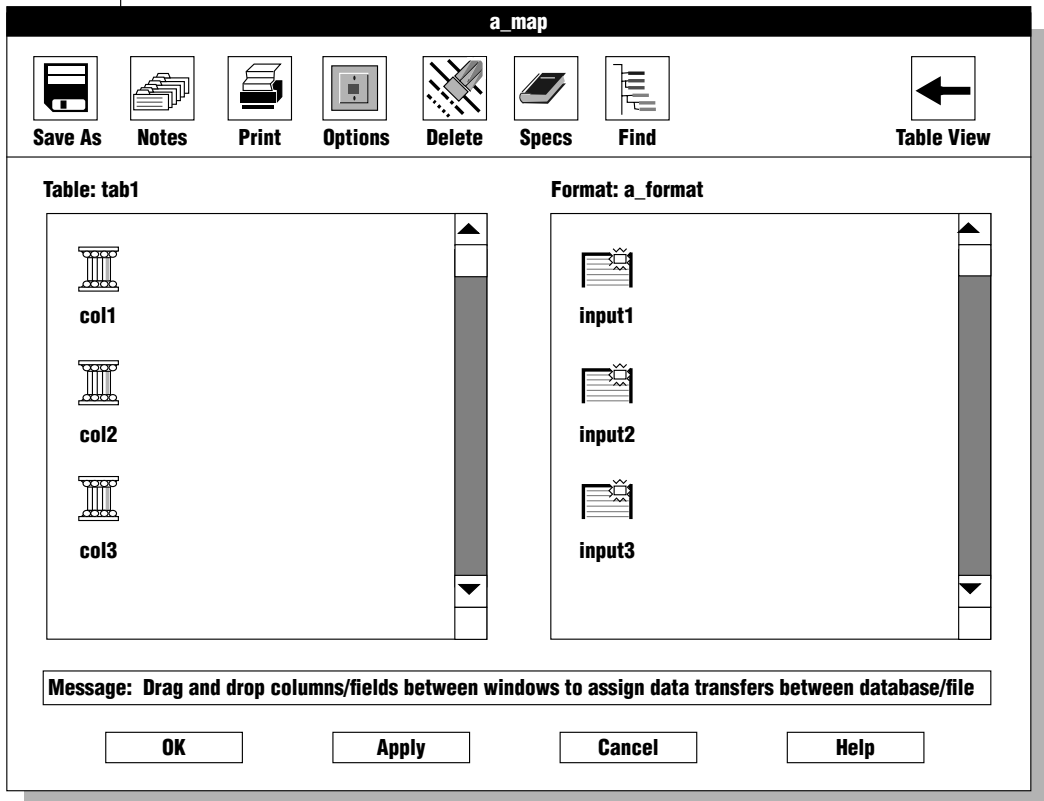 a_map
Save As Notes Print Options Delete Specs Find Table View
Table: tab1 Format: a_format
col1 input1
col2 input2
col3 input3
Message: Drag and drop columns/fields between windows to assign data transfers between database/file
OK Apply Cancel Help